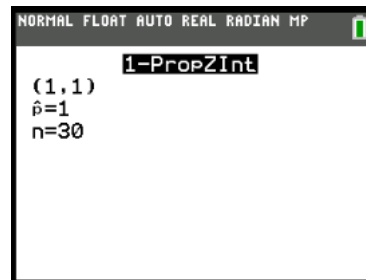 NORMAL FLOAT AUTO REAL RADIAN MP
1-PropZInt
(1,1)
p̂=1
n=30